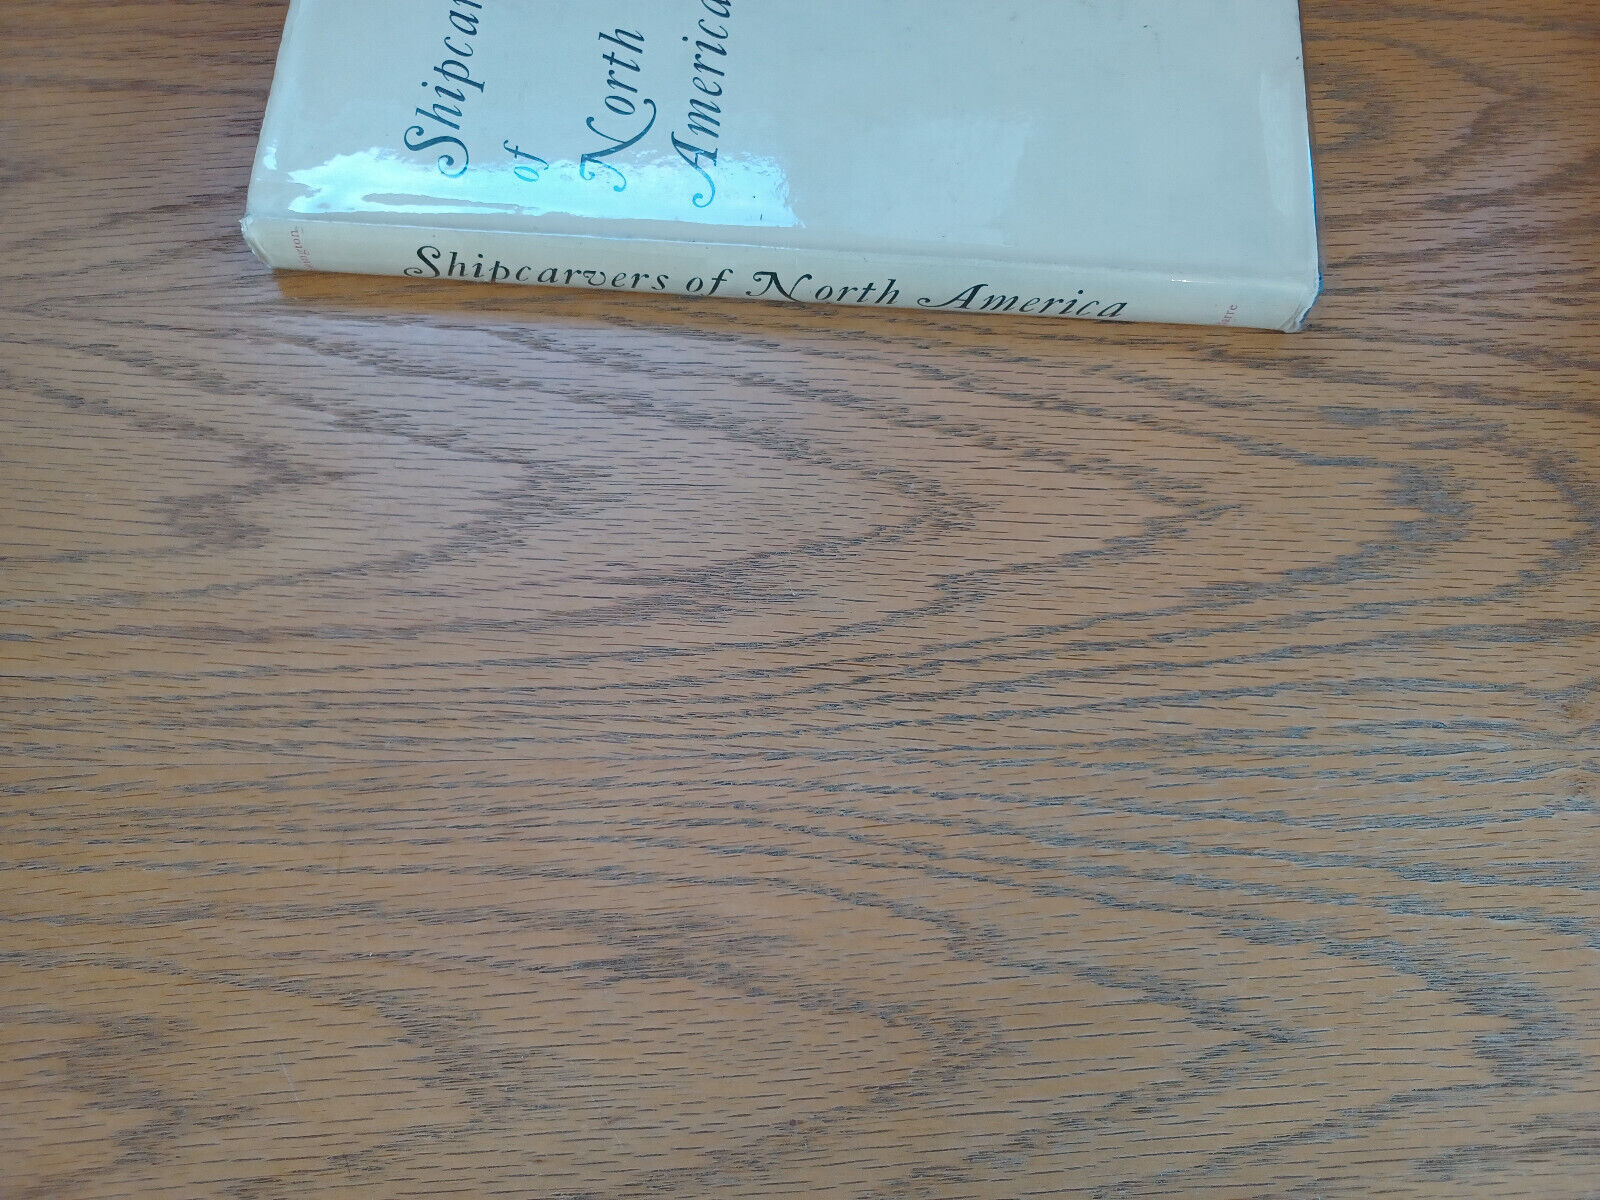 Shipcar
of
North
America
Shipcarvers of North America